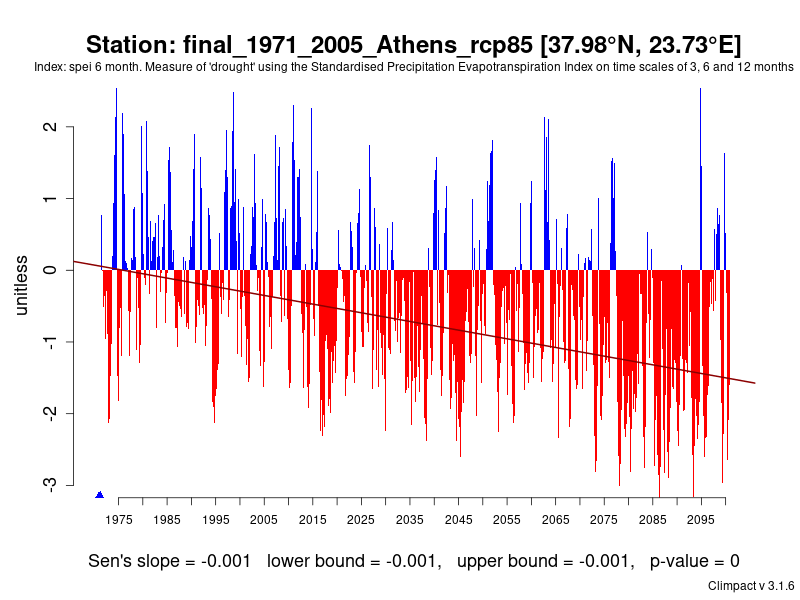 Station: final_1971_2005_Athens_rcp85 [37.98°N, 23.73°E]
Index: spei 6 month. Measure of 'drought' using the Standardised Precipitation Evapotranspiration Index on time scales of 3, 6 and 12 months
2
1
0
-1
-2
-3
unitless
1975 1985 1995 2005 2015 2025 2035 2045 2055 2065 2075 2085 2095
Sen's slope = -0.001 lower bound = -0.001, upper bound = -0.001, p-value = 0
Climpact v 3.1.6